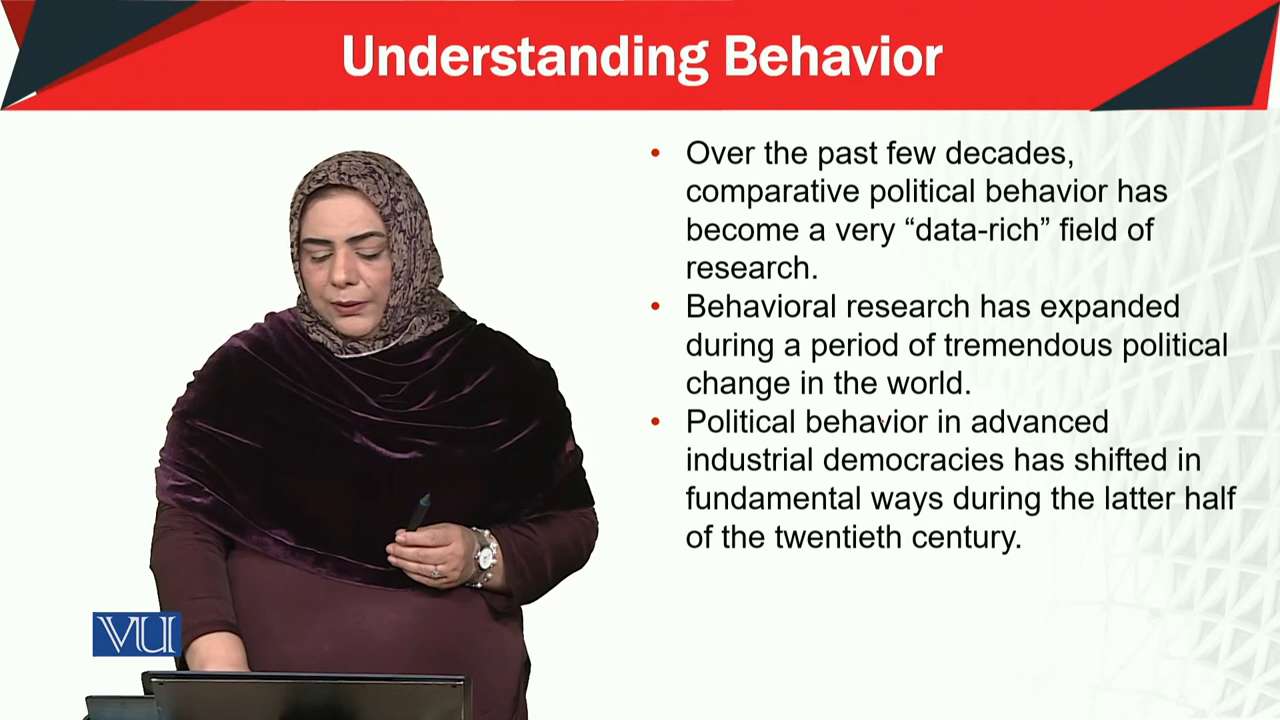 Understanding Behavior
• Over the past few decades,
comparative political behavior has
become a very “data-rich” field of
research.
• Behavioral research has expanded
during a period of tremendous political
change in the world.
• Political behavior in advanced
industrial democracies has shifted in
fundamental ways during the latter half
of the twentieth century.
VU